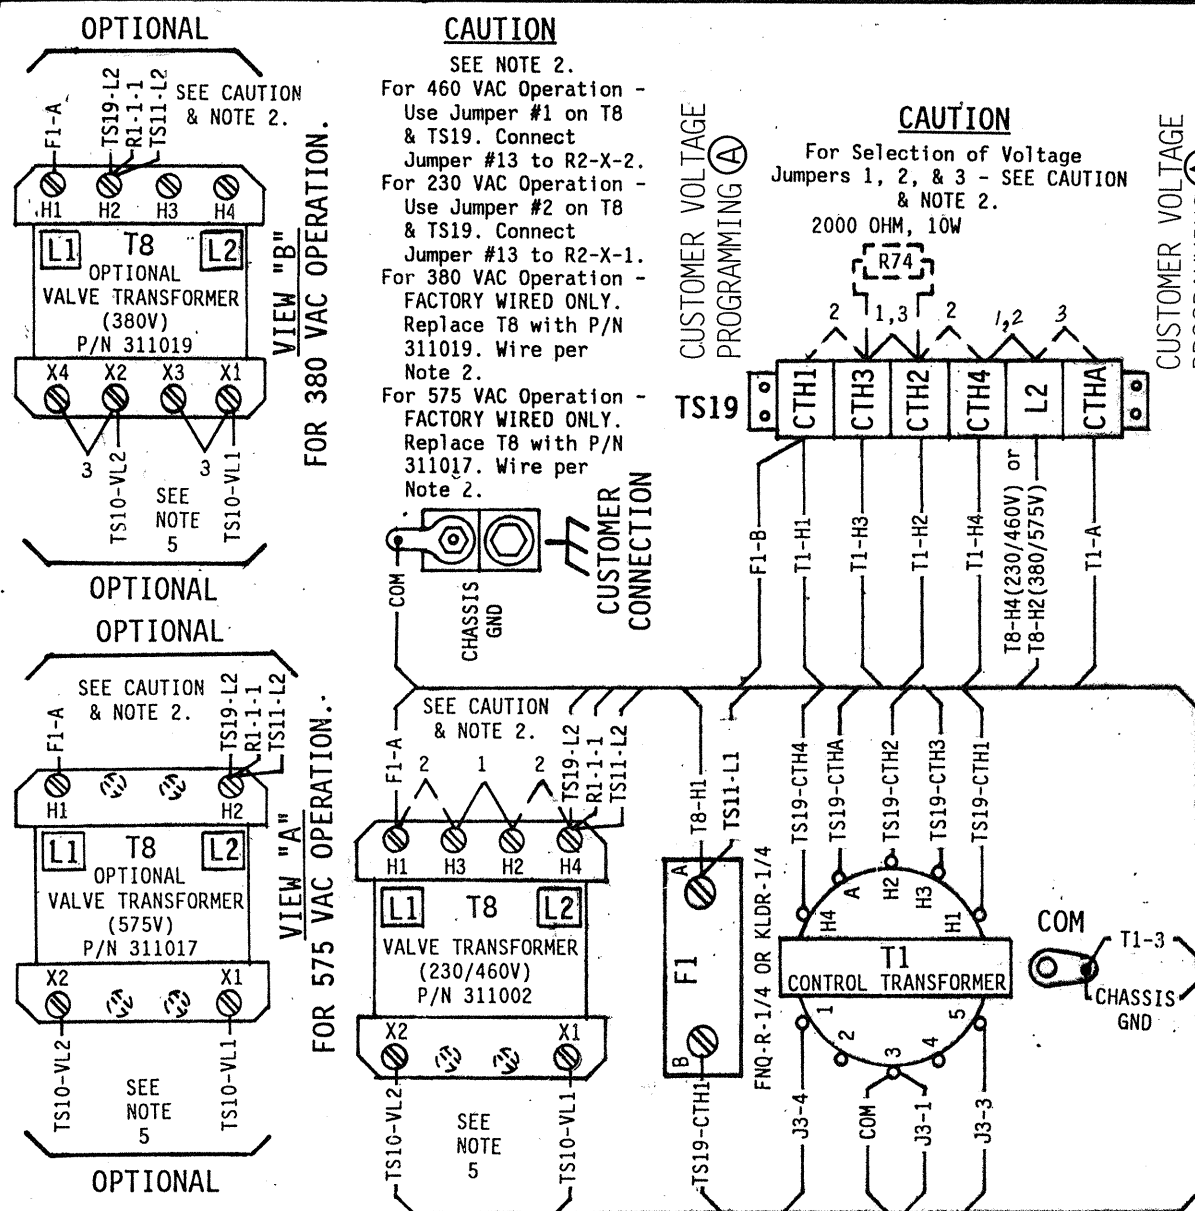 OPTIONAL
F1-A
TS19-L2
R1-1-1
TS11-L2
SEE CAUTION
& NOTE 2.
H1 H2 H3 H4
L1 T8 L2
OPTIONAL
VALVE TRANSFORMER
(380V)
P/N 311019
X4 X2 X3 X1
3 3
TS10-VL2
SEE
NOTE
5
TS10-VL1
OPTIONAL
VIEW "B"
FOR 380 VAC OPERATION.
CAUTION
SEE NOTE 2.
For 460 VAC Operation -
Use Jumper #1 on T8
& TS19. Connect
Jumper #13 to R2-X-2.
For 230 VAC Operation -
Use Jumper #2 on T8
& TS19. Connect
Jumper #13 to R2-X-1.
For 380 VAC Operation -
FACTORY WIRED ONLY.
Replace T8 with P/N
311019. Wire per
Note 2.
For 575 VAC Operation -
FACTORY WIRED ONLY.
Replace T8 with P/N
311017. Wire per
Note 2.
COM
CHASSIS
GND
CUSTOMER
CONNECTION
CUSTOMER VOLTAGE
PROGRAMMING A
CAUTION
For Selection of Voltage
Jumpers 1, 2, & 3 - SEE CAUTION
& NOTE 2.
2000 OHM, 10W
R74
2 1,3 2 1,2 3
TS19
CTH1
CTH3
CTH2
CTH4
L2
CTHA
F1-B
T1-H1
T1-H3
T1-H2
T1-H4
T8-H4(230/460V) or
T8-H2(380/575V)
T1-A
CUSTOMER VOLTAGE
OPTIONAL
SEE CAUTION
& NOTE 2.
F1-A
TS19-L2
R1-1-1
TS11-L2
H1 H2
L1 T8 L2
OPTIONAL
VALVE TRANSFORMER
(575V)
P/N 311017
X2 X1
TS10-VL2
SEE
NOTE
5
TS10-VL1
OPTIONAL
VIEW "A"
FOR 575 VAC OPERATION.
SEE CAUTION
& NOTE 2.
F1-A
2 1 2
TS19-L2
R1-1-1
TS11-L2
H1 H3 H2 H4
L1 T8 L2
VALVE TRANSFORMER
(230/460V)
P/N 311002
X2 X1
TS10-VL2
SEE
NOTE
5
TS10-VL1
T8-H1
TS11-L1
A
F1
B
TS19-CTH1
FNQ-R-1/4 OR KLDR-1/4
TS19-CTH4
TS19-CTHA
TS19-CTH2
TS19-CTH3
TS19-CTH1
H4 A H2 H3 H1
T1
CONTROL TRANSFORMER
1 2 3 4 5
J3-4
COM
J3-1
J3-3
COM
T1-3
CHASSIS
GND